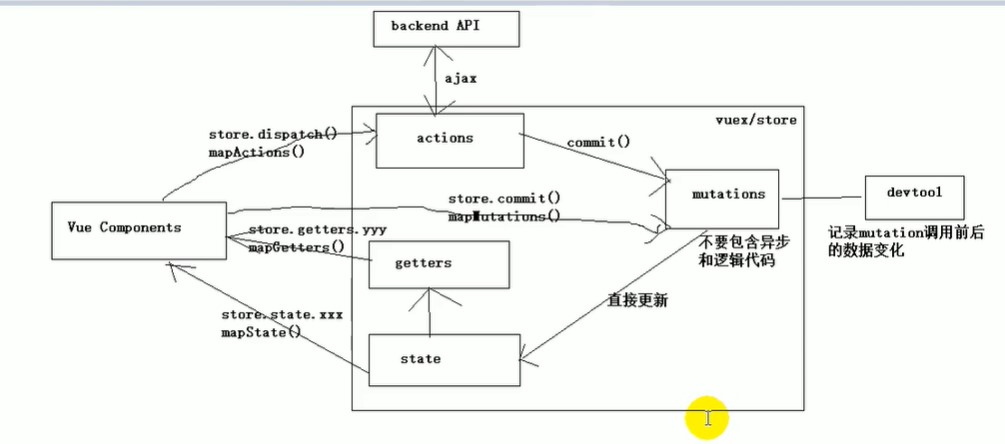 backend API
ajax
vuex/store
store.dispatch()
mapActions()
actions
commit()
mutations
devtool
store.commit()
mapMutations()
Vue Components
store.getters.yyy
mapGetters()
getters
不要包含异步
和逻辑代码
记录mutation调用前后
的数据变化
直接更新
store.state.xxx
mapState()
state